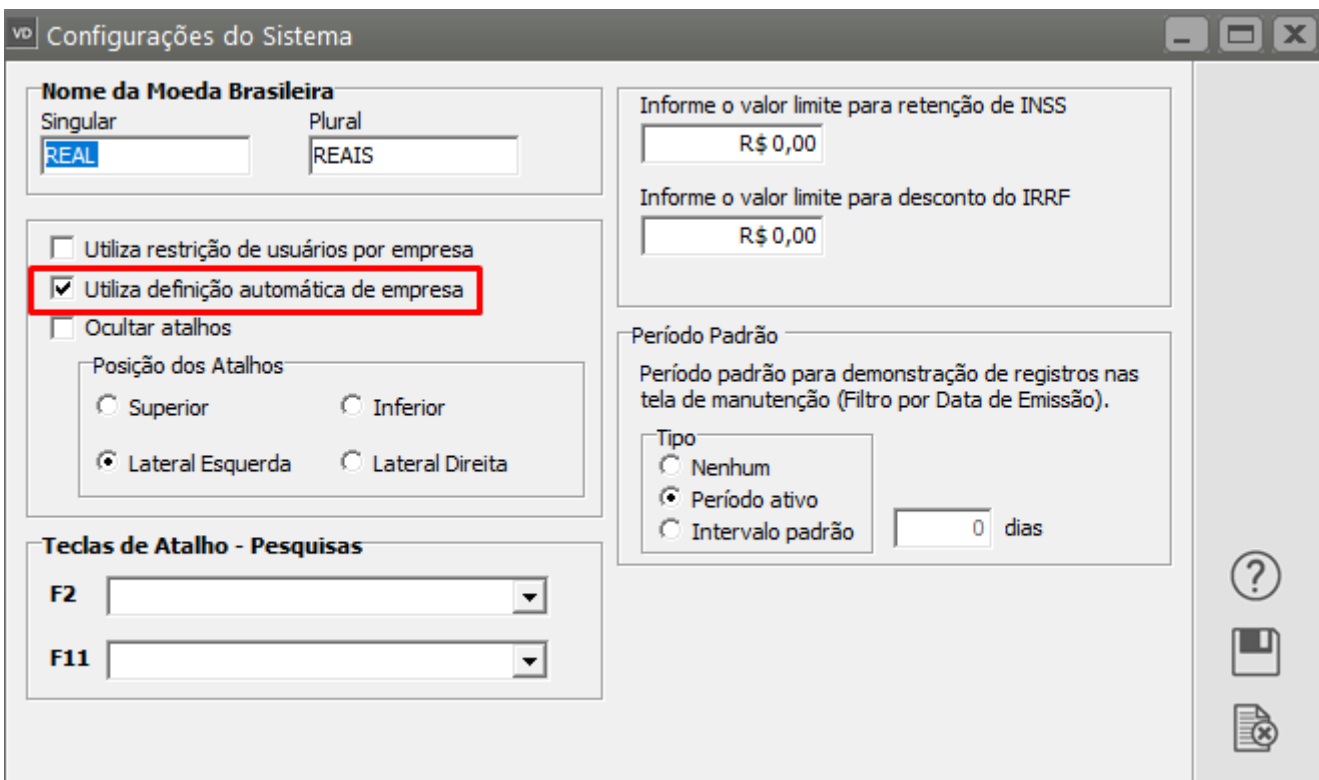 VD Configurações do Sistema
Nome da Moeda Brasileira
Singular Plural
REAL REAIS
Utiliza restrição de usuários por empresa
Utiliza definição automática de empresa
Ocultar atalhos
Posição dos Atalhos
Superior Inferior
Lateral Esquerda Lateral Direita
Teclas de Atalho - Pesquisas
F2
F11
Informe o valor limite para retenção de INSS
R$ 0,00
Informe o valor limite para desconto do IRRF
R$ 0,00
Período Padrão
Período padrão para demonstração de registros nas
tela de manutenção (Filtro por Data de Emissão).
Tipo
Nenhum
Período ativo
Intervalo padrão 0 dias
?